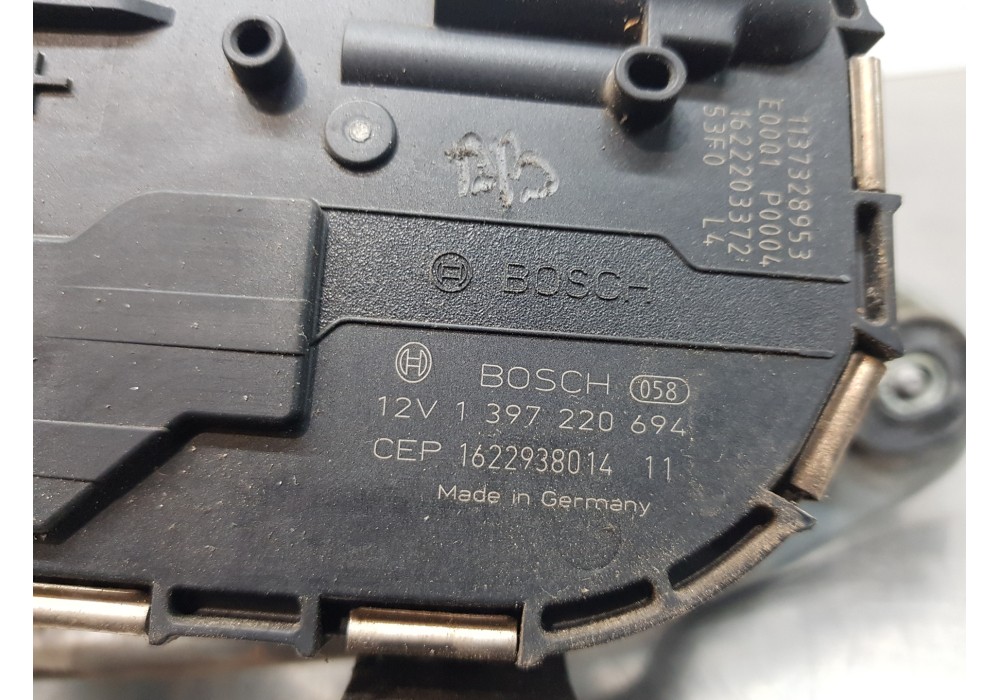 1137328953
E0001 P0004
1622203372
S3F0 L4
BOSCH
BOSCH 058
12V 1 397 220 694
CEP 1622938014 11
Made in Germany